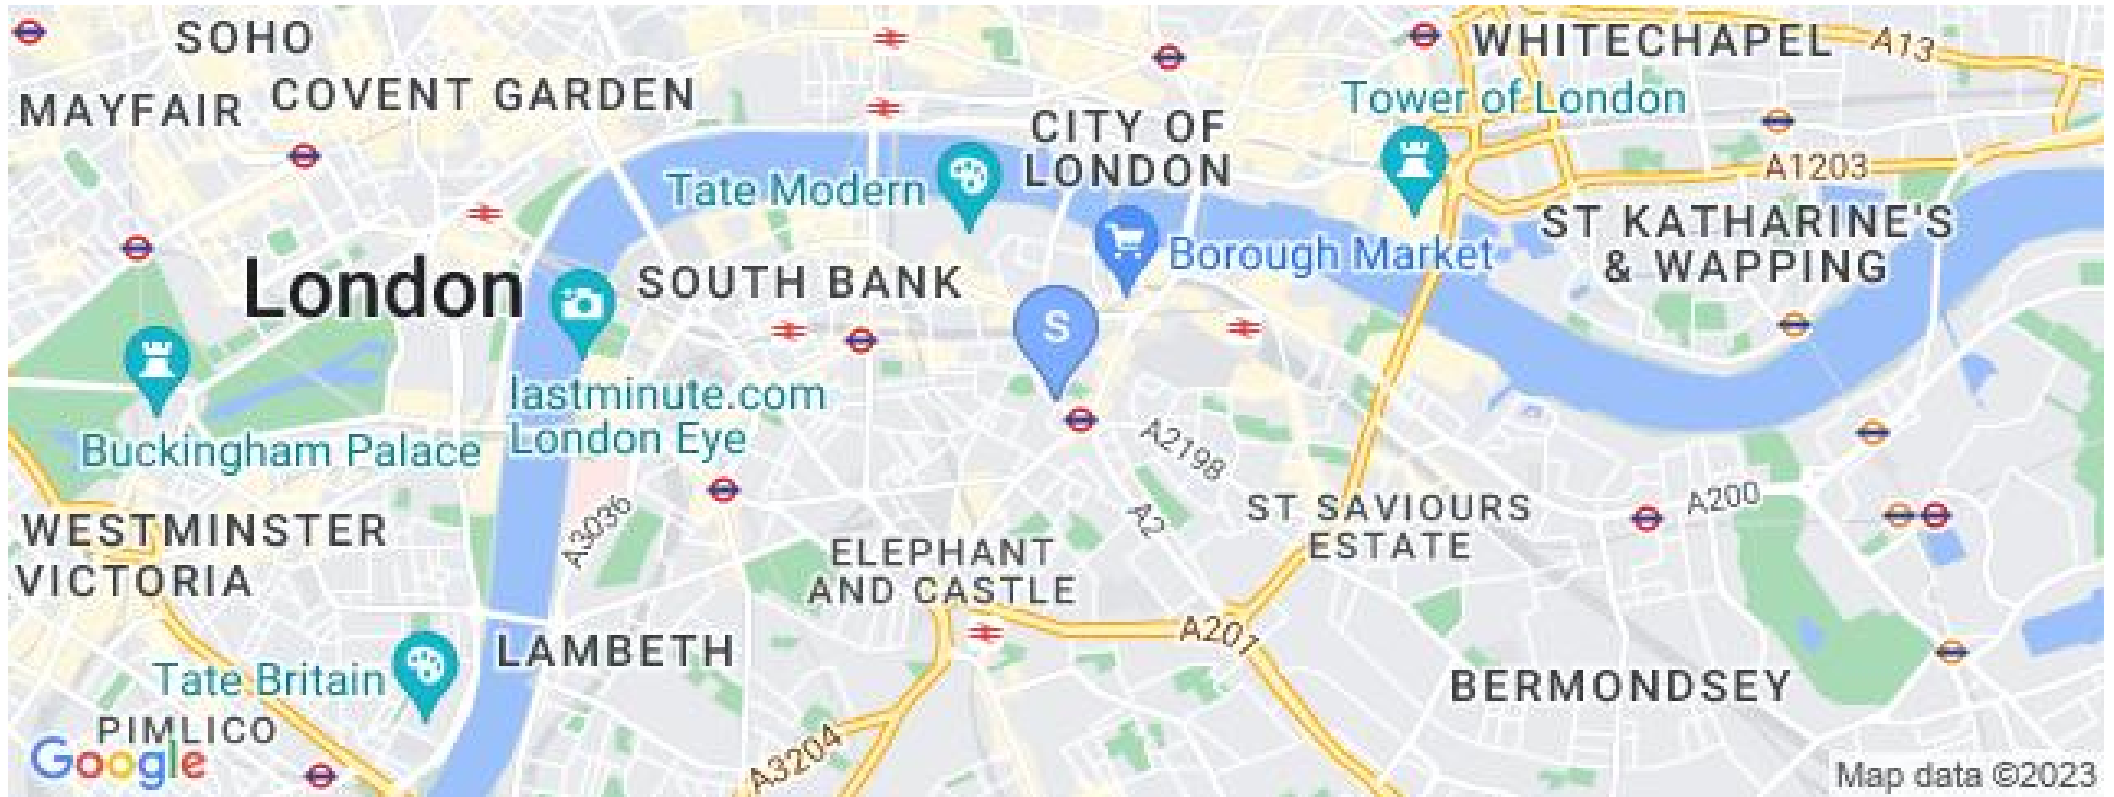 SOHO
WHITECHAPEL
A13
MAYFAIR
COVENT GARDEN
Tower of London
CITY OF
LONDON
A1203
Tate Modern
ST KATHARINE'S
& WAPPING
Borough Market
London
SOUTH BANK
S
lastminute.com
London Eye
Buckingham Palace
A2198
A200
A3036
A2
ST SAVIOURS
ESTATE
WESTMINSTER
VICTORIA
ELEPHANT
AND CASTLE
A201
LAMBETH
Tate Britain
BERMONDSEY
PIMLICO
A3204
Google
Map data ©2023